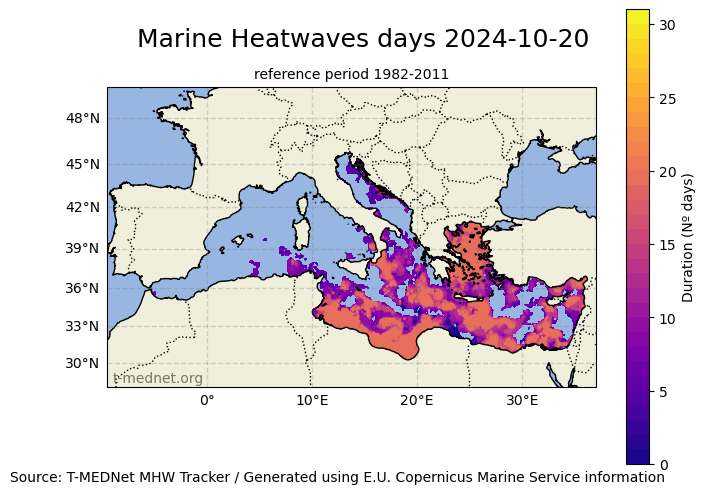 Marine Heatwaves days 2024-10-20
reference period 1982-2011
48°N
45°N
42°N
39°N
36°N
33°N
30°N
0°
10°E
20°E
30°E
t-mednet.org
30
25
20
15
10
5
0
Duration (Nº days)
Source: T-MEDNet MHW Tracker / Generated using E.U. Copernicus Marine Service information